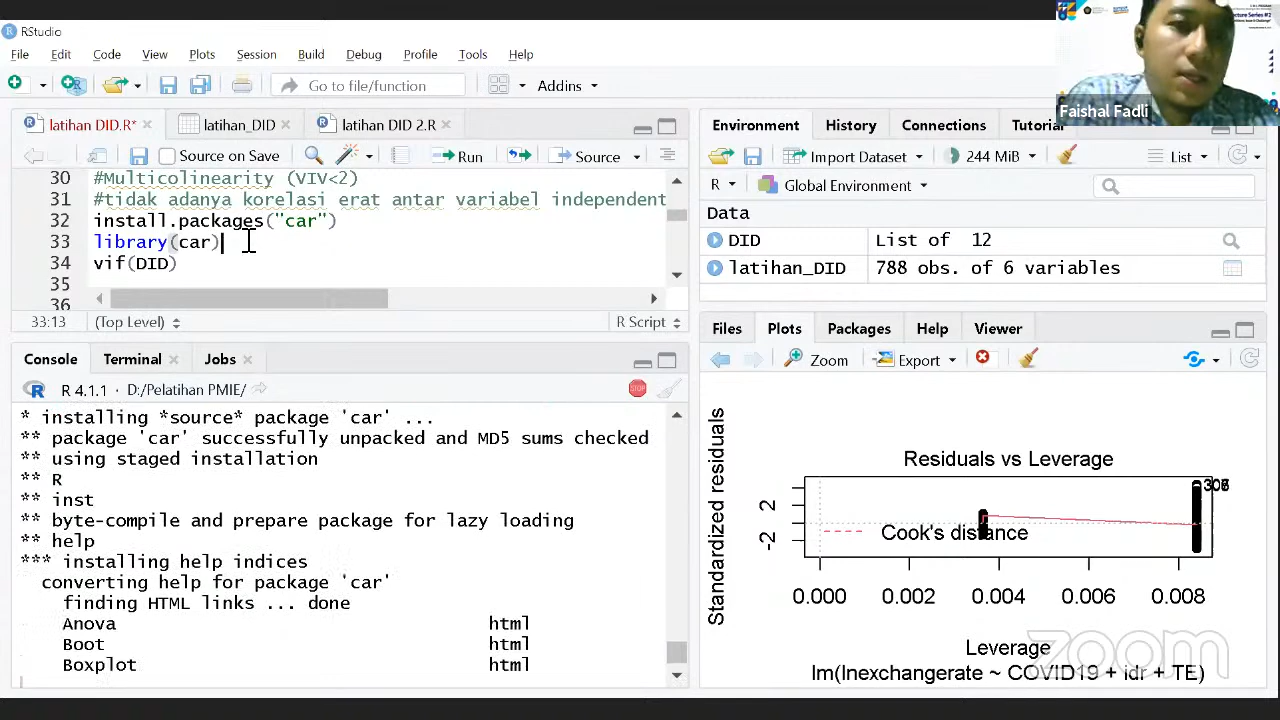 RStudio
File Edit Code View Plots Session Build Debug Profile Tools Help
Go to file/function Addins
Faishal Fadli
latihan DID.R* latihan_DID latihan DID 2.R
Source on Save Run Source
30 #Multicolinearity (VIV<2)
31 #tidak adanya korelasi erat antar variabel independent
32 install.packages("car")
33 library(car)
34 vif(DID)
35
36
33:13 (Top Level) R Script
Console Terminal Jobs
R 4.1.1 · D:/Pelatihan PMIE/
STOP
* installing *source* package 'car' ...
** package 'car' successfully unpacked and MD5 sums checked
** using staged installation
** R
** inst
** byte-compile and prepare package for lazy loading
** help
*** installing help indices
converting help for package 'car'
finding HTML links ... done
Anova html
Boot html
Boxplot html
Environment History Connections Tutorial
Import Dataset 244 MiB List
R Global Environment
Data
DID List of 12
latihan_DID 788 obs. of 6 variables
Files Plots Packages Help Viewer
Zoom Export
Residuals vs Leverage
Standardized residuals
2
-2
Cook's distance
0.000 0.002 0.004 0.006 0.008
Leverage
lm(lnexchangerate ~ COVID19 + idr + TE)
zoom